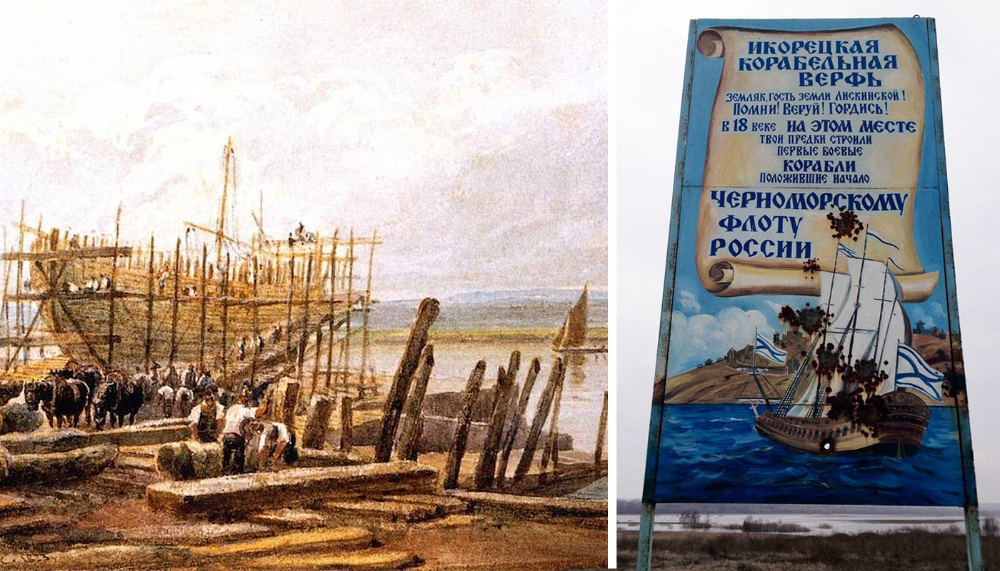 ИКОРЕЦКАЯ
КОРАБЕЛЬНАЯ
ВЕРФЬ
ЗЕМЛЯК, ГОСТЬ ЗЕМЛИ ЛИСКИНСКОЙ!
ПОМНИ! ВЕРУЙ! ГОРДИСЬ!
В 18 ВЕКЕ НА ЭТОМ МЕСТЕ
ТВОИ ПРЕДКИ СТРОИЛИ
ПЕРВЫЕ БОЕВЫЕ
КОРАБЛИ
ПОЛОЖИВШИЕ НАЧАЛО
ЧЕРНОМОРСКОМУ
ФЛОТУ
РОССИИ